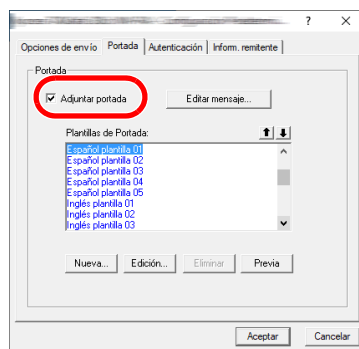 ?  X
Opciones de envío  Portada  Autenticación  Inform. remitente
Portada
Adjuntar portada  Editar mensaje...
Plantillas de Portada:
Español plantilla 01
Español plantilla 02
Español plantilla 03
Español plantilla 04
Español plantilla 05
Inglés plantilla 01
Inglés plantilla 02
Inglés plantilla 03
Nueva...  Edición...  Eliminar  Previa
Aceptar  Cancelar